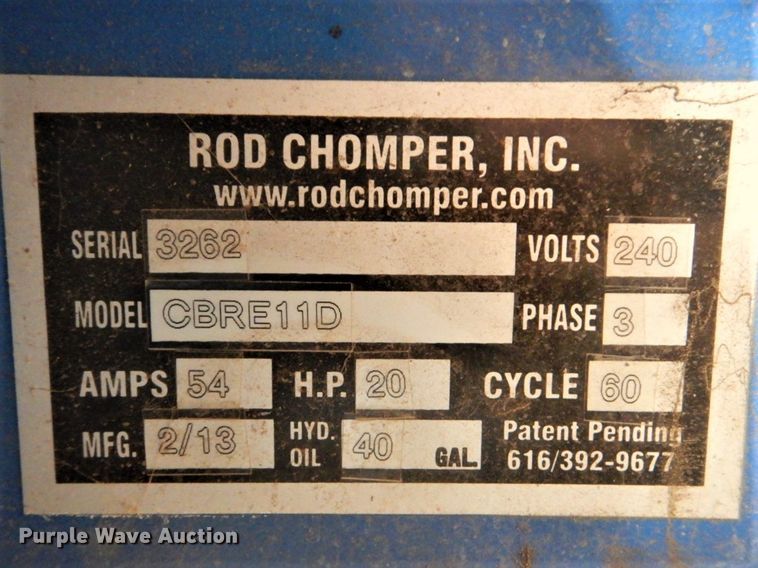 ROD CHOMPER, INC.
www.rodchomper.com
SERIAL 3262 VOLTS 240
MODEL CBRE11D PHASE 3
AMPS 54 H.P. 20 CYCLE 60
MFG. 2/13 HYD. OIL 40 GAL. Patent Pending
616/392-9677
Purple Wave Auction